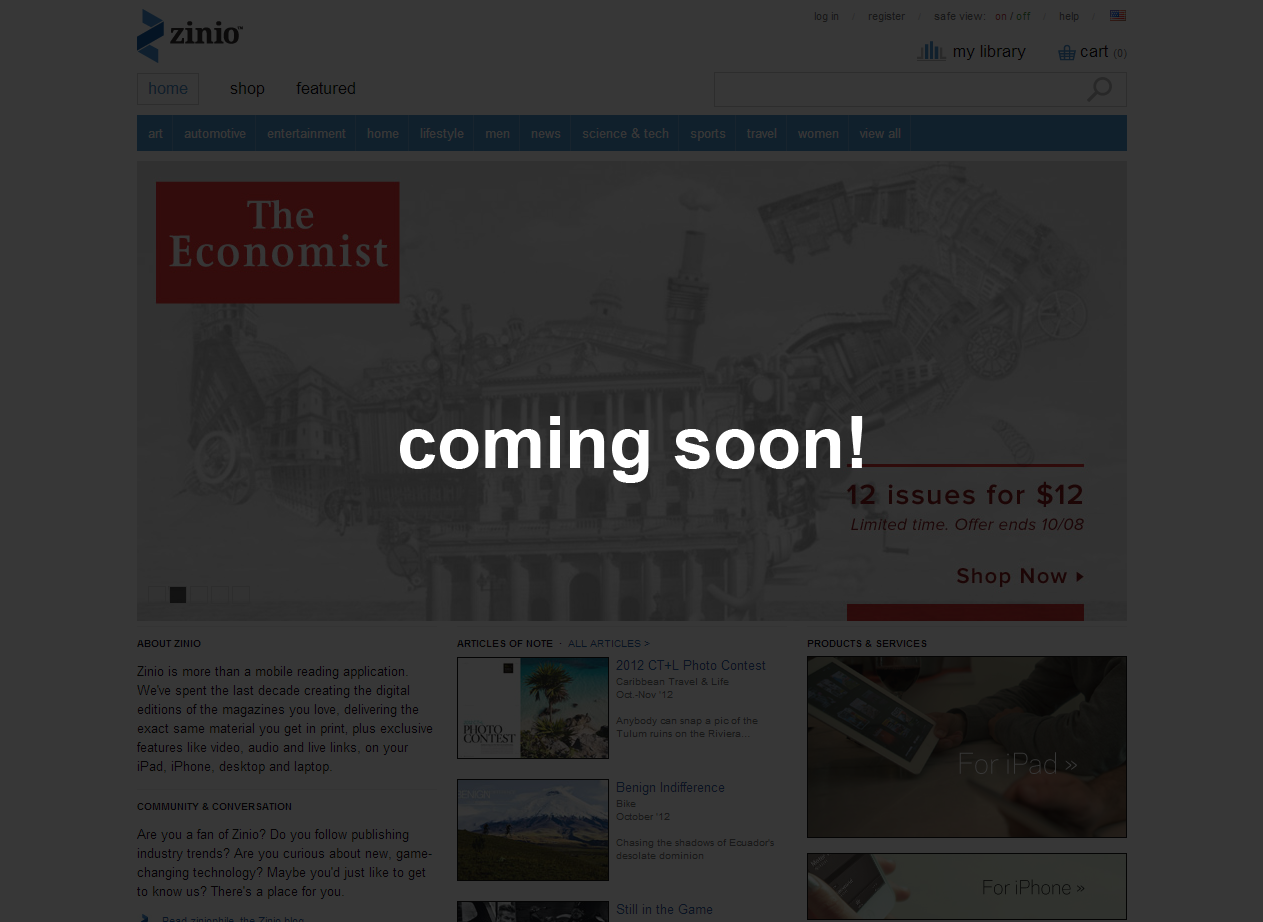 zinio™
log in / register / safe view: on / off / help /
my library
cart (0)
home
shop
featured
art
automotive
entertainment
home
lifestyle
men
news
science & tech
sports
travel
women
view all
The
Economist
coming soon!
12 issues for $12
Limited time. Offer ends 10/08
Shop Now
ABOUT ZINIO
Zinio is more than a mobile reading application.
We've spent the last decade creating the digital
editions of the magazines you love, delivering the
exact same material you get in print, plus exclusive
features like video, audio and live links, on your
iPad, iPhone, desktop and laptop.
COMMUNITY & CONVERSATION
Are you a fan of Zinio? Do you follow publishing
industry trends? Are you curious about new, game-
changing technology? Maybe you'd just like to get
to know us? There's a place for you.
Read ziniophile, the Zinio blog
ARTICLES OF NOTE - ALL ARTICLES >
PHOTO
CONTEST
2012 CT+L Photo Contest
Caribbean Travel & Life
Oct-Nov '12
Anybody can snap a pic of the
Tulum ruins on the Riviera...
Benign Indifference
Bike
October '12
Chasing the shadows of Ecuador's
desolate dominion
Still in the Game
PRODUCTS & SERVICES
For iPad »
For iPhone »